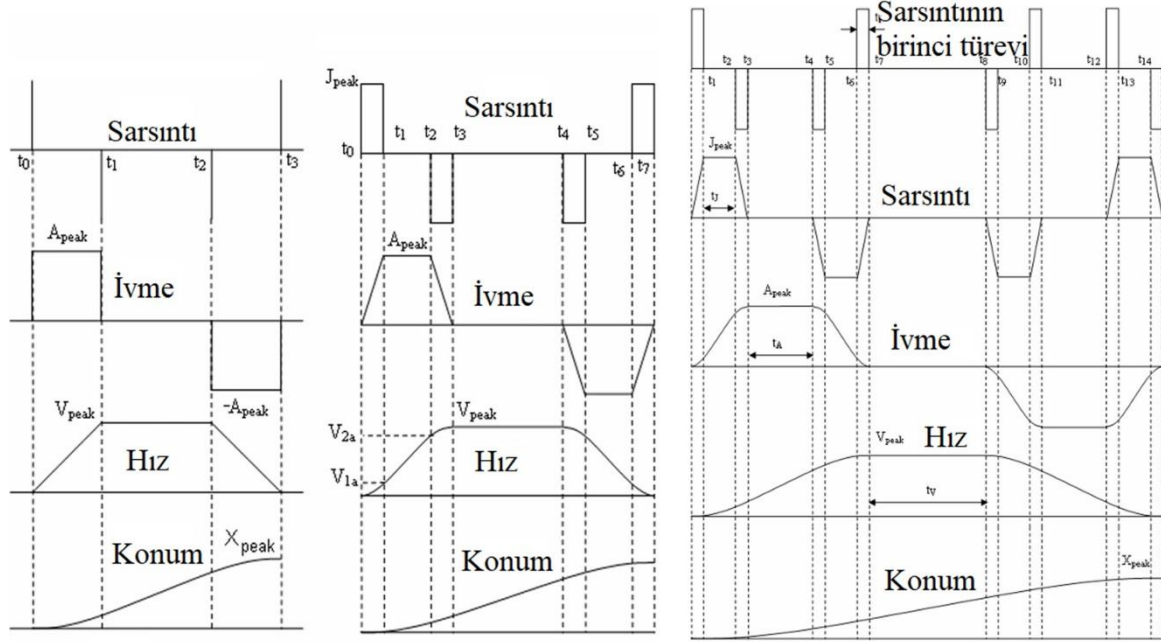 Sarsıntı
t0
t1
t2
t3
Apeak
İvme
-Apeak
Vpeak
Hız
Xpeak
Konum
Jpeak
Sarsıntı
t0
t1
t2
t3
t4
t5
t6
t7
Apeak
İvme
Vpeak
V2a
V1a
Hız
Konum
Sarsıntının
birinci türevi
t1
t2
t3
t4
t5
t6
t7
t8
t9
t10
t11
t12
t13
t14
Jpeak
tJ
Sarsıntı
Apeak
tA
İvme
Vpeak
Hız
tV
Xpeak
Konum